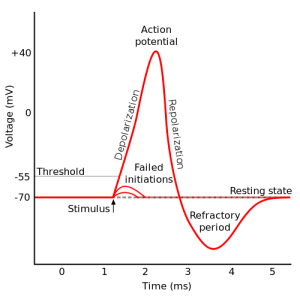 Action
potential
+40
Depolarization
Repolarization
Voltage (mV)
0
Threshold
Failed
initiations
-55
-70
Resting state
Stimulus
Refractory
period
0
1
2
3
4
5
Time (ms)